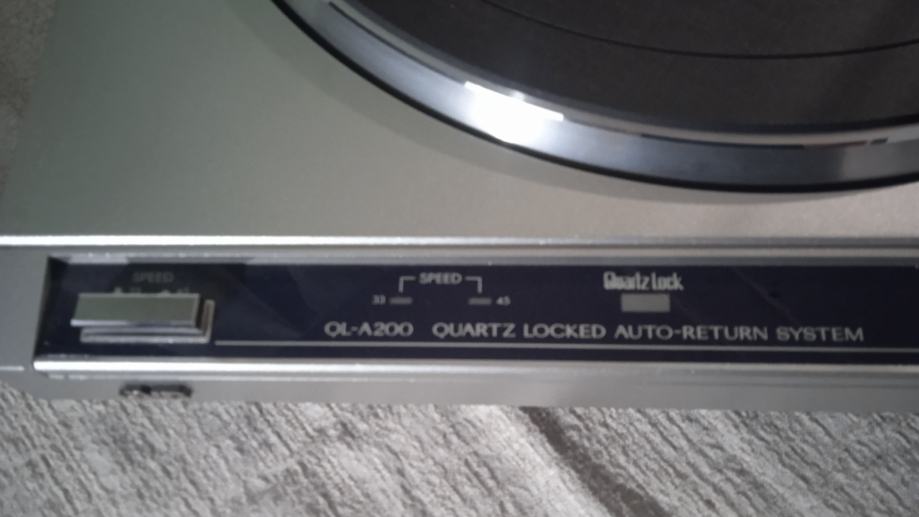 SPEED
SPEED
33 45
Quartz Lock
QL-A200 QUARTZ LOCKED AUTO-RETURN SYSTEM